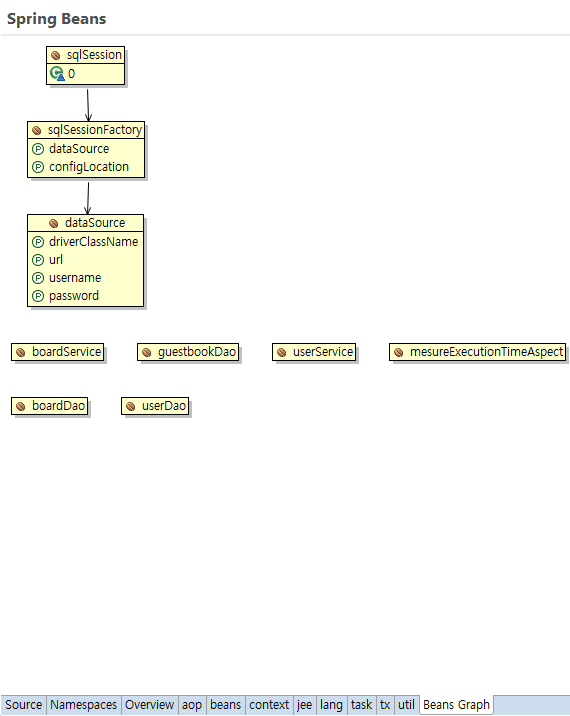 Spring Beans
sqlSession
0
sqlSessionFactory
dataSource
configLocation
dataSource
driverClassName
url
username
password
boardService guestbookDao userService mesureExecutionTimeAspect
boardDao userDao
Source Namespaces Overview aop beans context jee lang task tx util Beans Graph